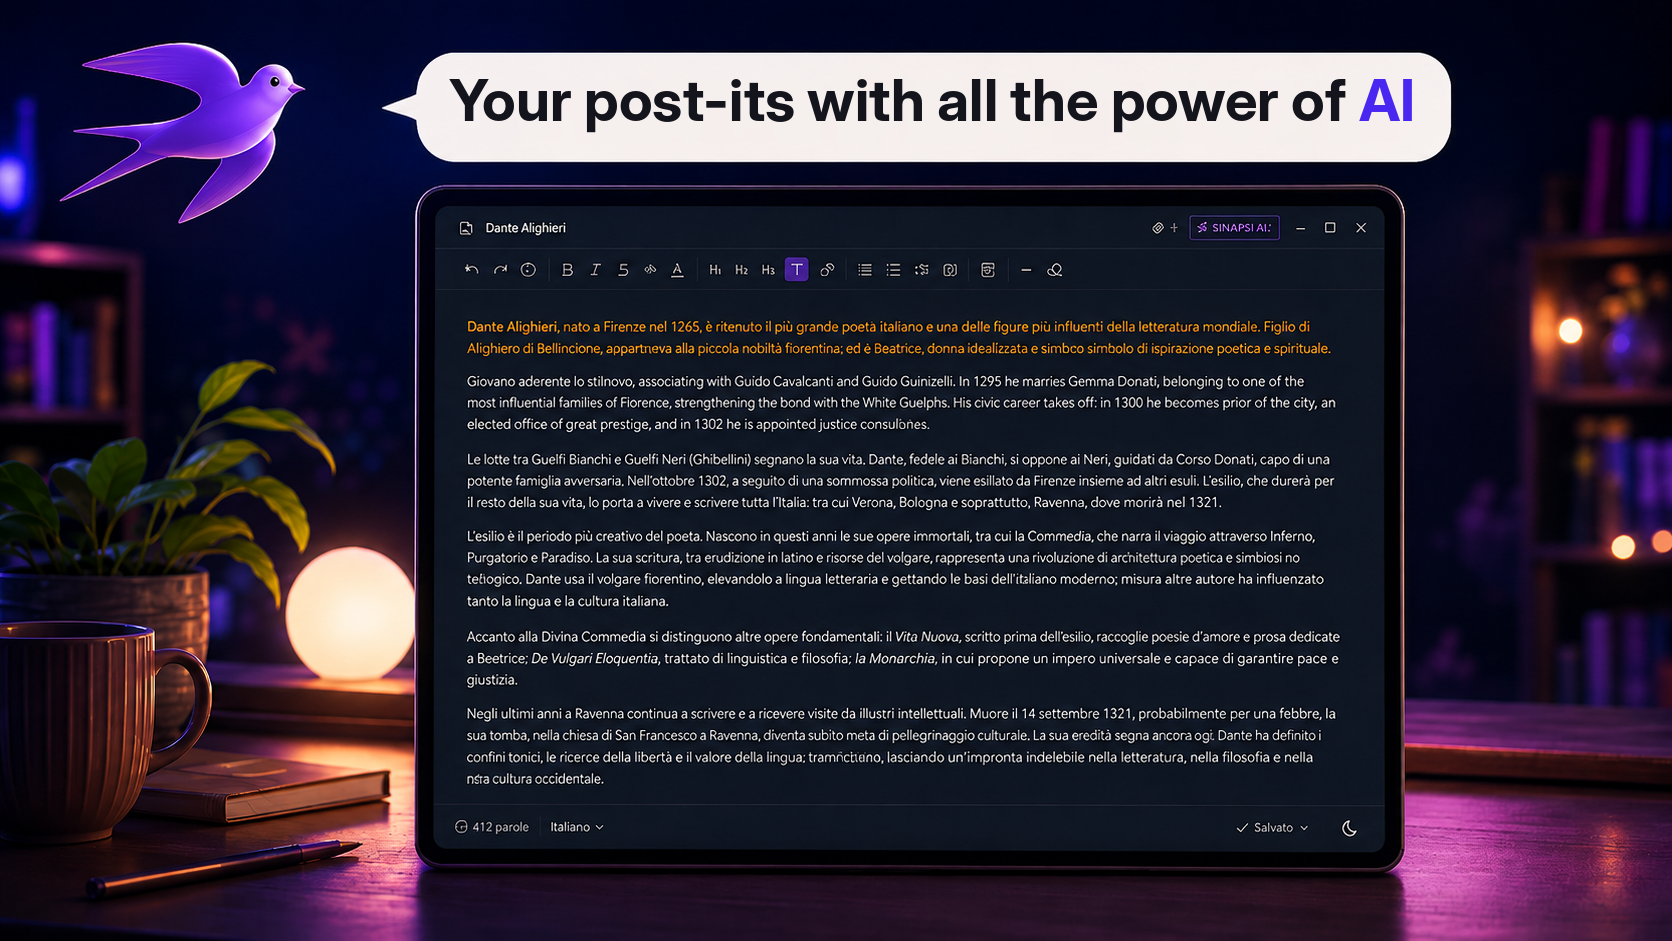 Your post-its with all the power of AI
Dante Alighieri
SINAPSI AI
B I S A H1 H2 H3 T
Dante Alighieri, nato a Firenze nel 1265, è ritenuto il più grande poeta italiano e una delle figure più influenti della letteratura mondiale. Figlio di
Alighiero di Bellincione, appartneva alla piccola nobiltà fiorentina; ed è Beatrice, donna idealizzata e simbco simbolo di ispirazione poetica e spirituale.
Giovano aderente lo stilnovo, associating with Guido Cavalcanti and Guido Guinizelli. In 1295 he marries Gemma Donati, belonging to one of the
most influential families of Florence, strengthening the bond with the White Guelphs. His civic career takes off: in 1300 he becomes prior of the city, an
elected office of great prestige, and in 1302 he is appointed justice consulones.
Le lotte tra Guelfi Bianchi e Guelfi Neri (Ghibellini) segnano la sua vita. Dante, fedele ai Bianchi, si oppone ai Neri, guidati da Corso Donati, capo di una
potente famiglia avversaria. Nell'ottobre 1302, a seguito di una sommossa politica, viene esillato da Firenze insieme ad altri esuli. L'esilio, che durerà per
il resto della sua vita, lo porta a vivere e scrivere tutta l'Italia: tra cui Verona, Bologna e soprattutto, Ravenna, dove morirà nel 1321.
L'esilio è il periodo più creativo del poeta. Nascono in questi anni le sue opere immortali, tra cui la Commedia, che narra il viaggio attraverso Inferno,
Purgatorio e Paradiso. La sua scritura, tra erudizione in latino e risorse del volgare, rappresenta una rivoluzione di architettura poetica e simbiosi no
Dante usa il volgare fiorentino, elevandolo a lingua letteraria e gettando le basi dell'italiano moderno; misura altre autore ha influenzato
tanto la lingua e la cultura italiana.
Accanto alla Divina Commedia si distinguono altre opere fondamentali: il Vita Nuova, scritto prima dell'esilio, raccoglie poesie d'amore e prosa dedicate
a Beetrice; De Vulgari Eloquentia, trattato di linguistica e filosofia; la Monarchia, in cui propone un impero universale e capace di garantire pace e
giustizia.
Negli ultimi anni a Ravenna continua a scrivere e a ricevere visite da illustri intellettuali. Muore il 14 settembre 1321, probabilmente per una febbre, la
sua tomba, nella chiesa di San Francesco a Ravenna, diventa subito meta di pellegrinaggio culturale. La sua eredità segna ancora ogi. Dante ha definito i
confini tonici, le ricerce della libertà e il valore della lingua; lasciando un'impronta indelebile nella letteratura, nella filosofia e nella
cultura occidentale.
412 parole
Italiano
Salvato